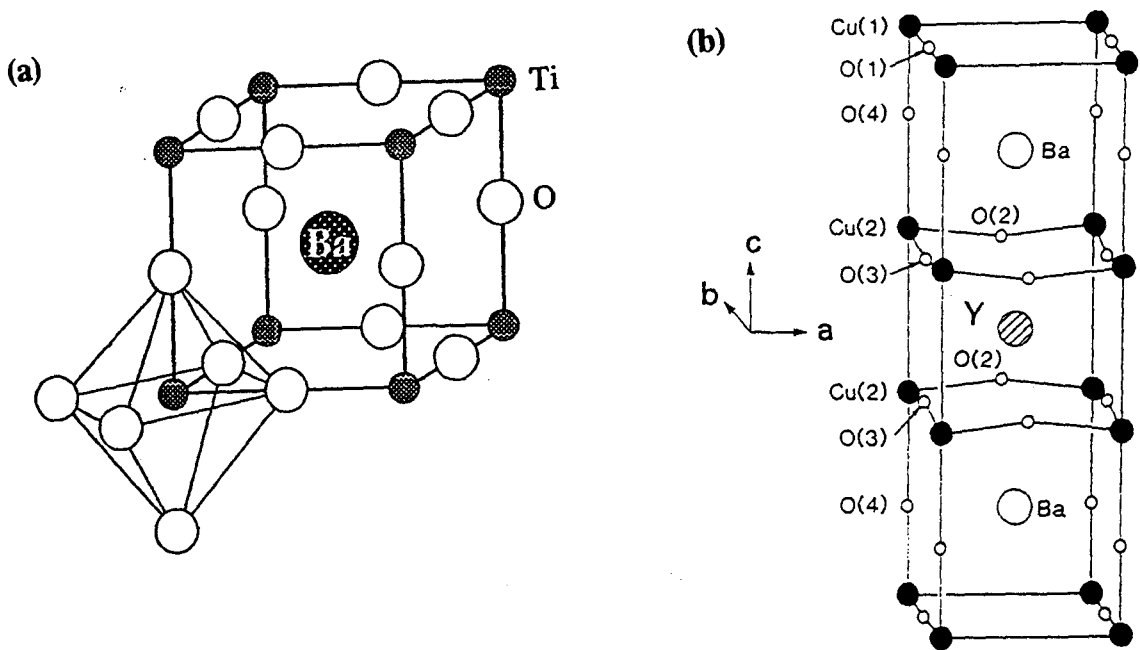 (a)
Ti
O
Ba
(b)
Cu(1)
O(1)
O(4)
Ba
O(2)
Cu(2)
O(3)
c
b
a
Y
O(2)
Cu(2)
O(3)
O(4)
Ba